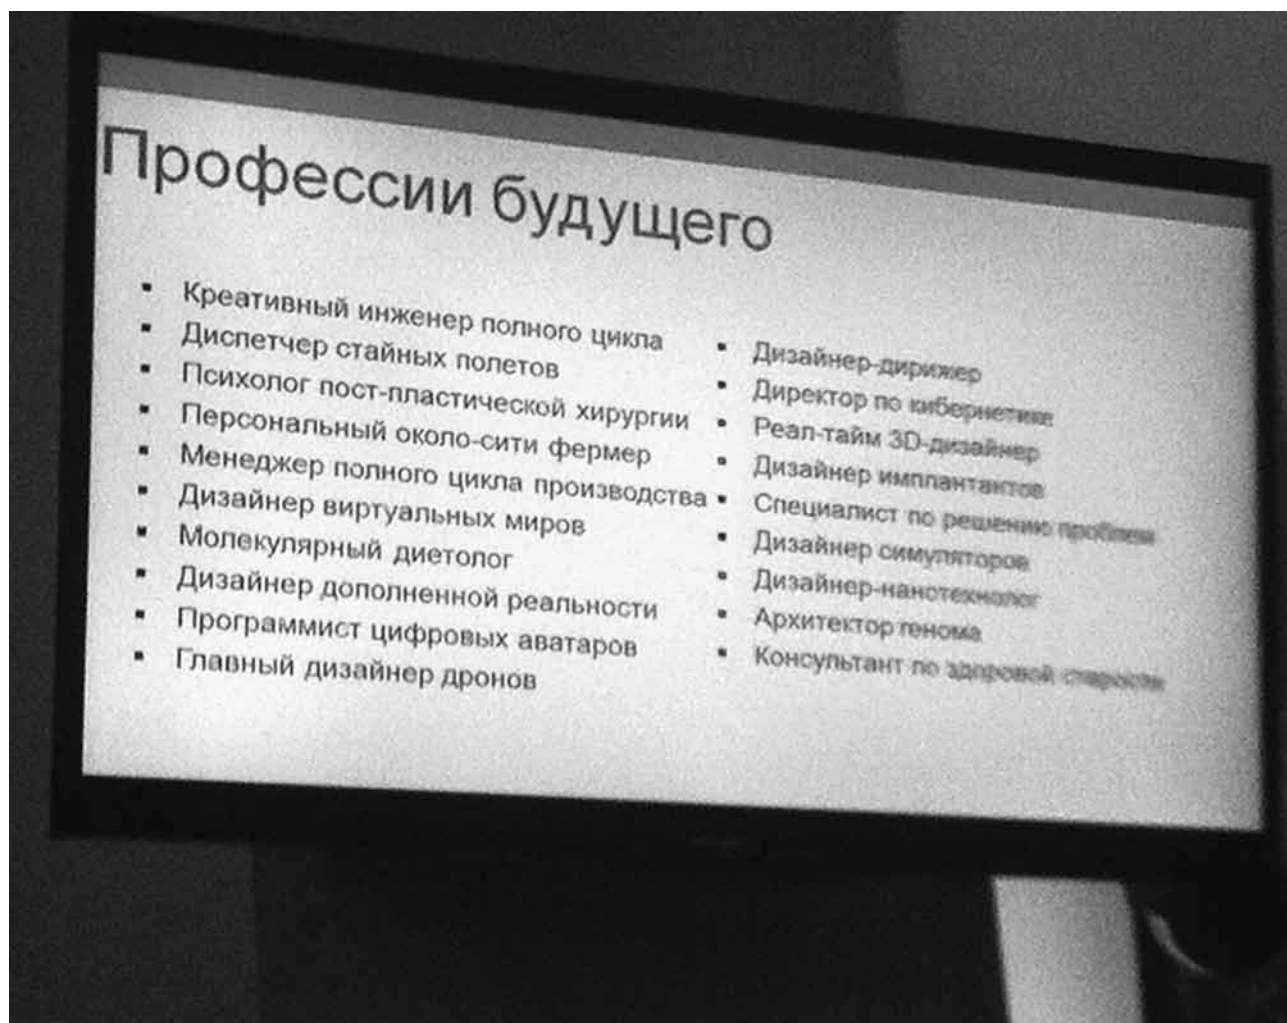 Профессии будущего
Креативный инженер полного цикла
Диспетчер стайных полетов
Психолог пост-пластической хирургии
Персональный около-сити фермер
Менеджер полного цикла производства
Дизайнер виртуальных миров
Молекулярный диетолог
Дизайнер дополненной реальности
Программист цифровых аватаров
Главный дизайнер дронов
Дизайнер-дирижер
Директор по кибернетике
Реал-тайм 3D-дизайнер
Дизайнер имплантантов
Специалист по решению проблем
Дизайнер симуляторов
Дизайнер-нанотехнолог
Архитектор генома
Консультант по здоровой старости